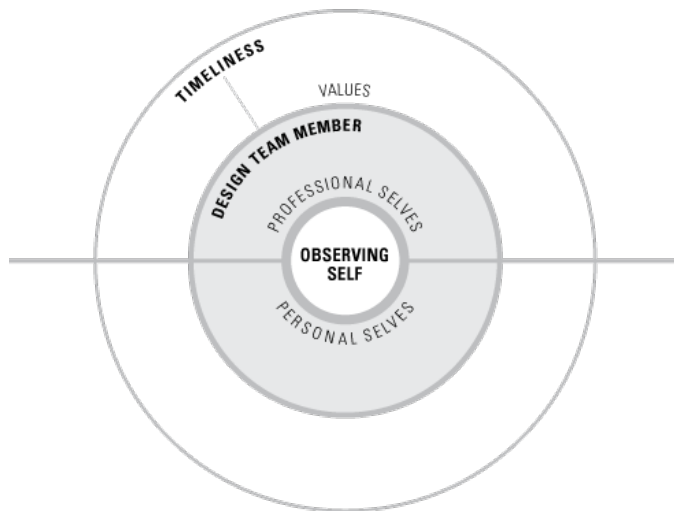 TIMELINESS
VALUES
DESIGN TEAM MEMBER
PROFESSIONAL SELVES
OBSERVING
SELF
PERSONAL SELVES